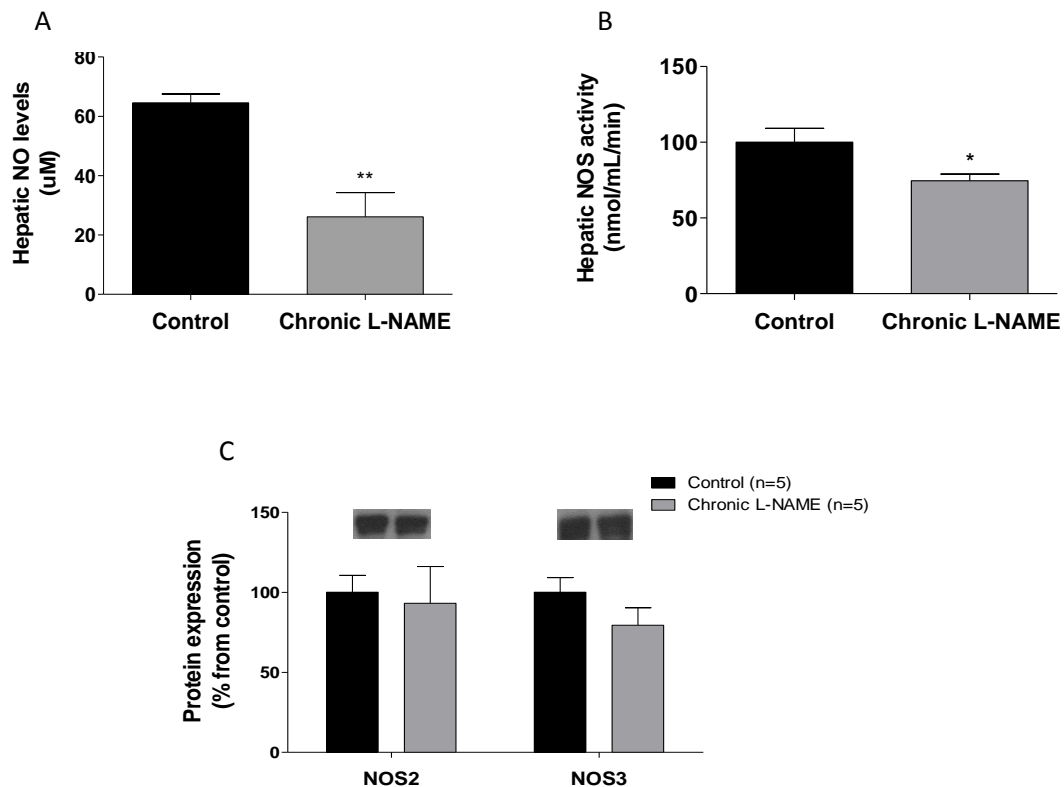 A
Hepatic NO levels
(uM)
80
60
40
20
0
**
Control
Chronic L-NAME
B
Hepatic NOS activity
(nmol/mL/min)
150
100
50
0
*
Control
Chronic L-NAME
C
Control (n=5)
Chronic L-NAME (n=5)
Protein expression
(% from control)
150
100
50
0
NOS2
NOS3